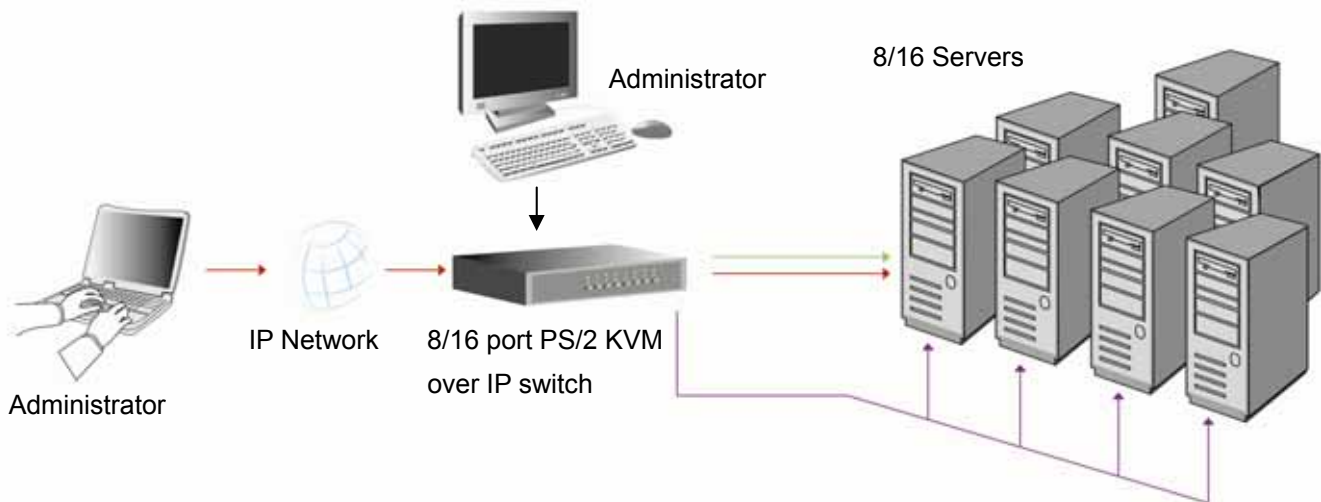 Administrator
8/16 Servers
IP Network
8/16 port PS/2 KVM
over IP switch
Administrator